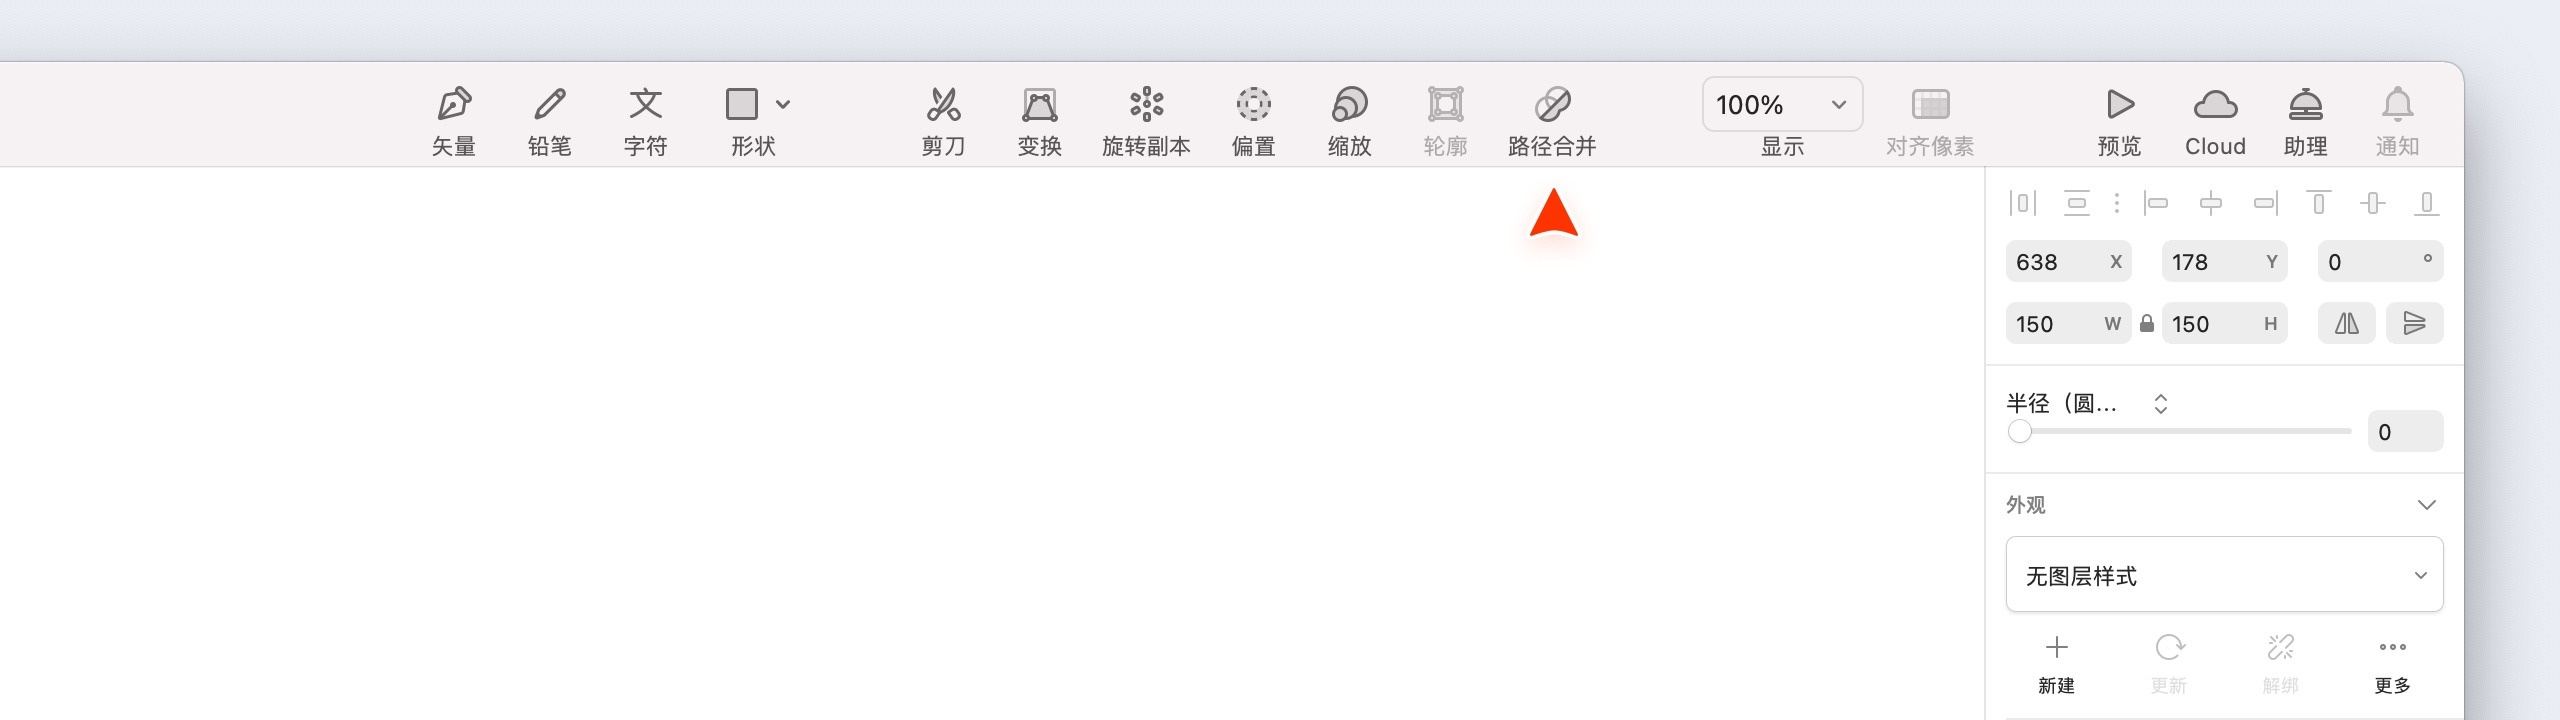 100%
矢量 铅笔 文字符 形状 剪刀 变换 旋转副本 偏置 缩放 轮廓 路径合并 显示 对齐像素 预览 Cloud 助理 通知
638 X 178 Y 0 °
150 W 150 H
半径（圆...
0
外观
无图层样式
新建 更新 解绑 更多